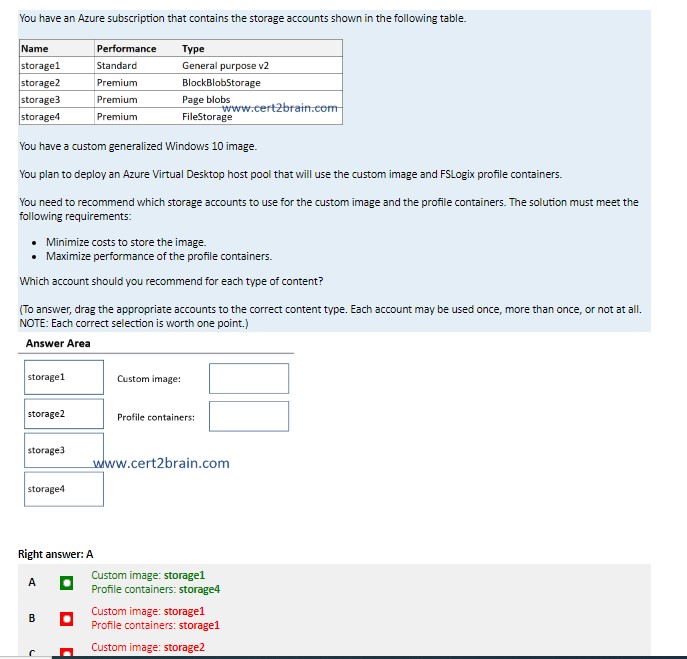 You have an Azure subscription that contains the storage accounts shown in the following table.
Name Performance Type
storage1 Standard General purpose v2
storage2 Premium BlockBlobStorage
storage3 Premium Page blobs
www.cert2brain.com
storage4 Premium FileStorage
You have a custom generalized Windows 10 image.
You plan to deploy an Azure Virtual Desktop host pool that will use the custom image and FSLogix profile containers.
You need to recommend which storage accounts to use for the custom image and the profile containers. The solution must meet the
following requirements:
• Minimize costs to store the image.
• Maximize performance of the profile containers.
Which account should you recommend for each type of content?
(To answer, drag the appropriate accounts to the correct content type. Each account may be used once, more than once, or not at all.
NOTE: Each correct selection is worth one point.)
Answer Area
storage1 Custom image:
storage2 Profile containers:
storage3
www.cert2brain.com
storage4
Right answer: A
A Custom image: storage1
Profile containers: storage4
B Custom image: storage1
Profile containers: storage1
C Custom image: storage2